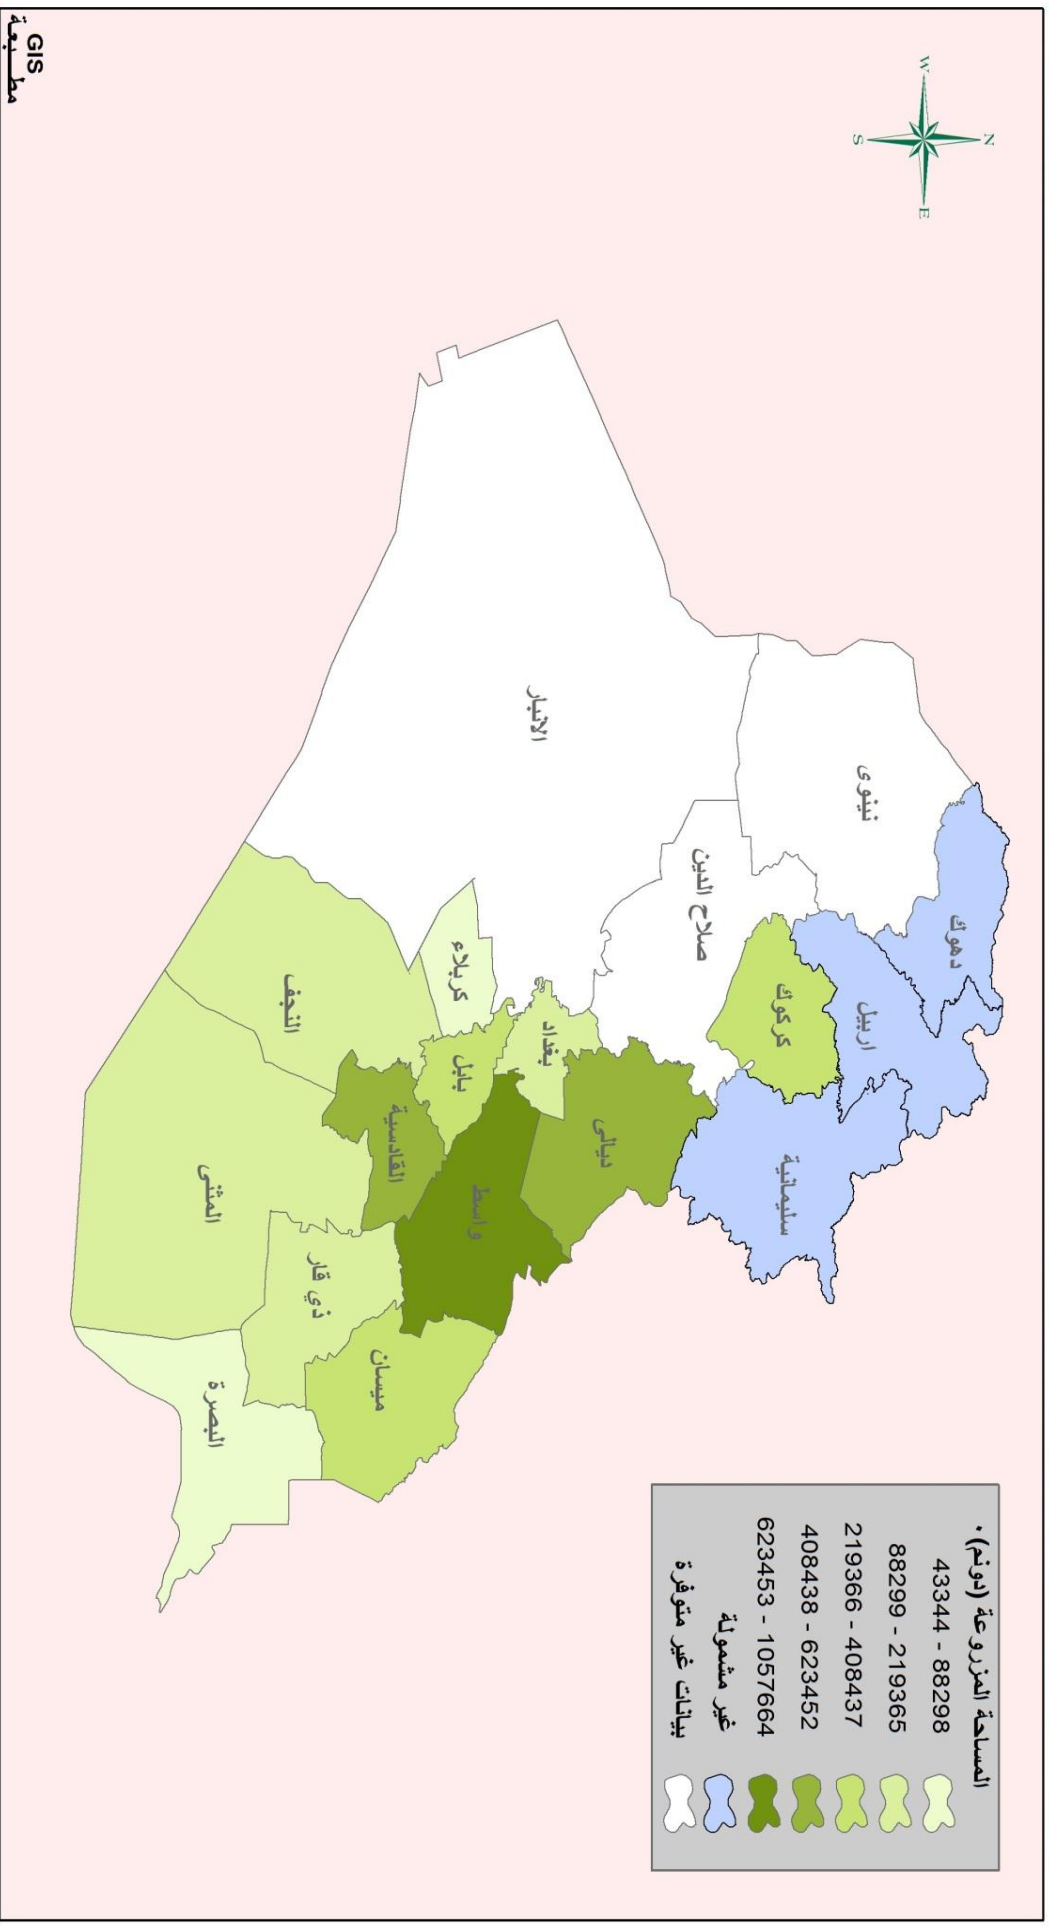 المساحة المزروعة (دونم) .
43344 - 88298
88299 - 219365
219366 - 408437
408438 - 623452
623453 - 1057664
غير مشمولة
بيانات غير متوفرة
N
W
E
S
دهوك
نينوى
اربيل
كركوك
سليمانية
صلاح الدين
ديالى
الانبار
بغداد
كربلاء
بابل
واسط
القادسية
النجف
ميسان
ذي قار
المثنى
البصرة
GIS
مطبعة